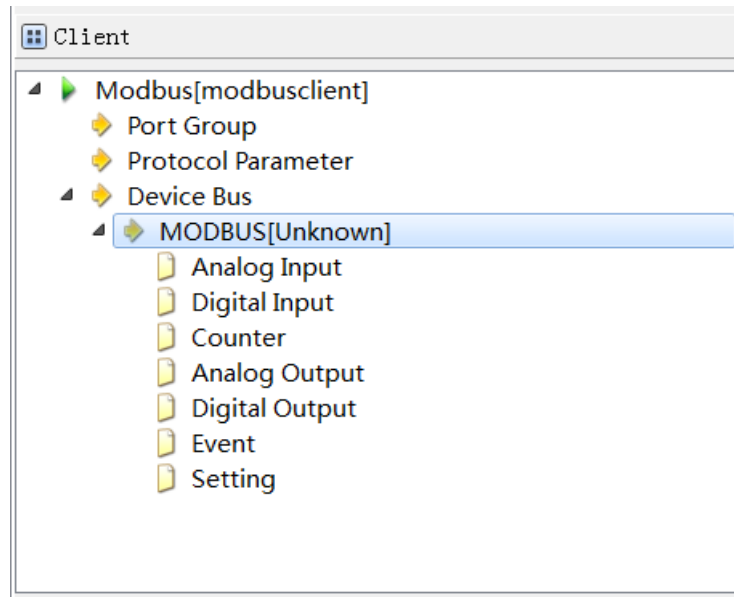 Client
Modbus[modbusclient]
Port Group
Protocol Parameter
Device Bus
MODBUS[Unknown]
Analog Input
Digital Input
Counter
Analog Output
Digital Output
Event
Setting